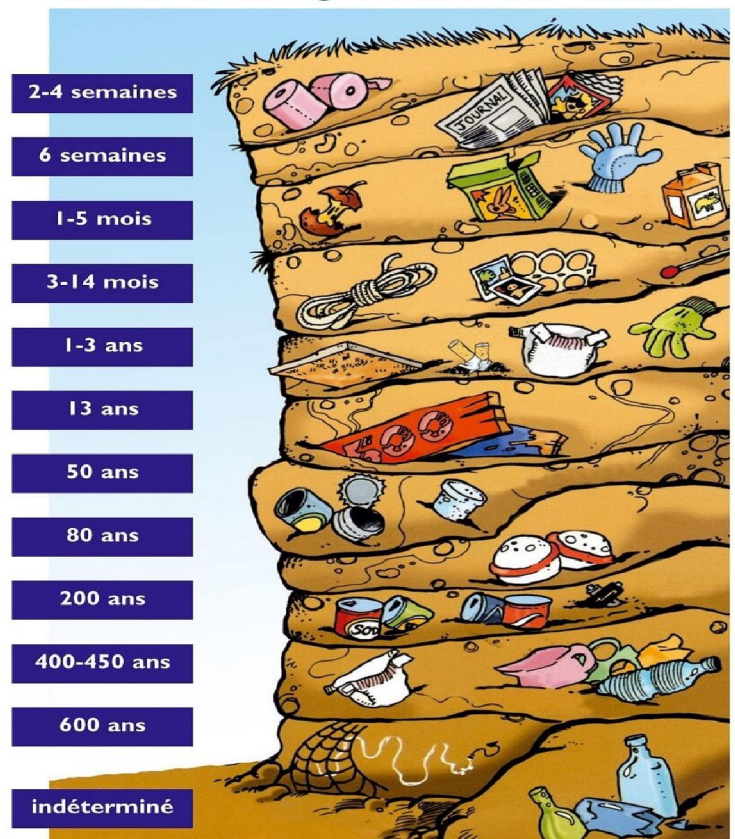 2-4 semaines
JOURNAL
6 semaines
1-5 mois
3-14 mois
1-3 ans
13 ans
50 ans
80 ans
200 ans
SOD
400-450 ans
600 ans
indéterminé